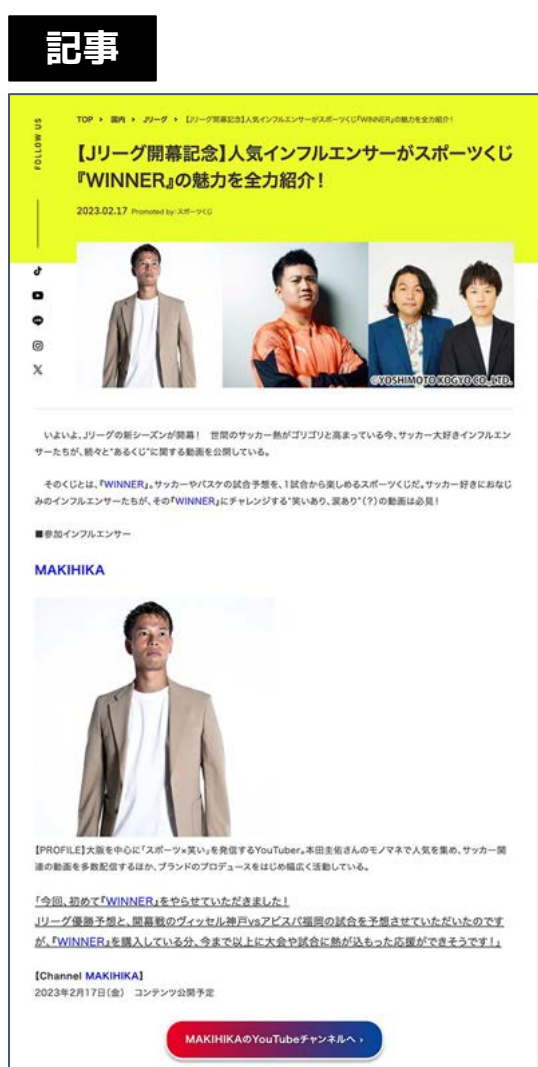 記事
FOLLOW US
TOP ▸ 国内 ▸ Jリーグ ▸ 【Jリーグ開幕記念】人気インフルエンサーがスポーツくじ『WINNER』の魅力を全力紹介！
【Jリーグ開幕記念】人気インフルエンサーがスポーツくじ
『WINNER』の魅力を全力紹介！
2023.02.17 Promoted by: スポーツくじ
©YOSHIMOTO KOGYO CO.,LTD.
いよいよ、Jリーグの新シーズンが開幕！　世間のサッカー熱がゴリゴリと高まっている今、サッカー大好きインフルエン
サーたちが、続々と“あるくじ”に関する動画を公開している。
そのくじとは、『WINNER』。サッカーやバスケの試合予想を、1試合から楽しめるスポーツくじだ。サッカー好きにおなじ
みのインフルエンサーたちが、その『WINNER』にチャレンジする“笑いあり、涙あり”（？）の動画は必見！
■参加インフルエンサー
MAKIHIKA
【PROFILE】大阪を中心に「スポーツ×笑い」を発信するYouTuber。本田圭佑さんのモノマネで人気を集め、サッカー関
連の動画を多数配信するほか、ブランドのプロデュースをはじめ幅広く活動している。
「今回、初めて『WINNER』をやらせていただきました！
Jリーグ優勝予想と、開幕戦のヴィッセル神戸vsアビスパ福岡の試合を予想させていただいたのです
が、『WINNER』を購入している分、今まで以上に大会や試合に熱が込もった応援ができそうです！」
【Channel MAKIHIKA】
2023年2月17日(金)　コンテンツ公開予定
MAKIHIKAのYouTubeチャンネルへ ›